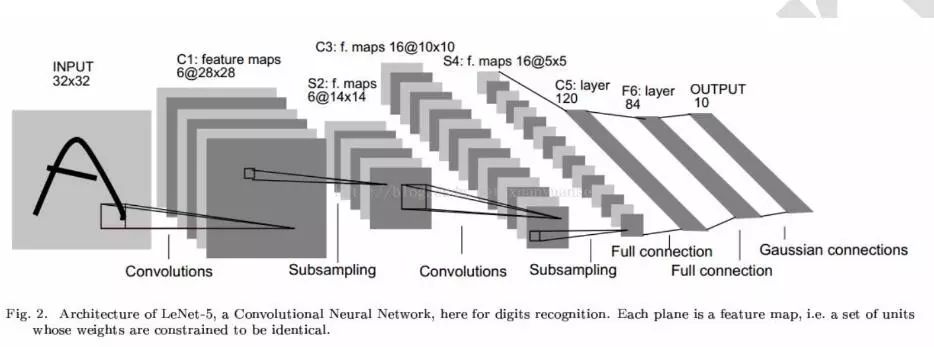 INPUT
32x32
C1: feature maps
6@28x28
S2: f. maps
6@14x14
C3: f. maps 16@10x10
S4: f. maps 16@5x5
C5: layer
120
F6: layer
84
OUTPUT
10
Convolutions
Subsampling
Convolutions
Subsampling
Full connection
Full connection
Gaussian connections
Fig. 2. Architecture of LeNet-5, a Convolutional Neural Network, here for digits recognition. Each plane is a feature map, i.e. a set of units
whose weights are constrained to be identical.